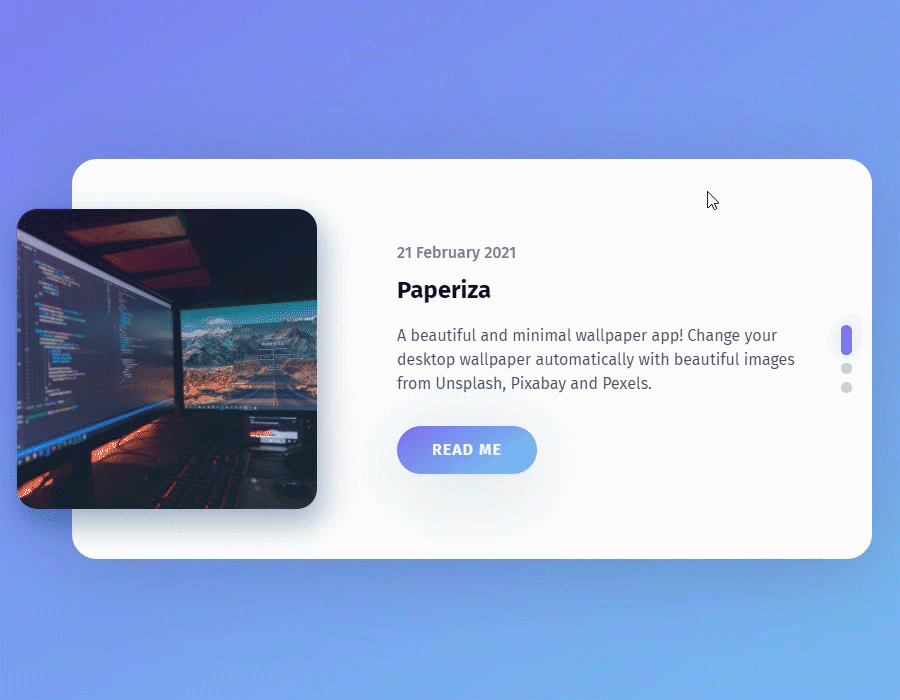 21 February 2021
Paperiza
A beautiful and minimal wallpaper app! Change your
desktop wallpaper automatically with beautiful images
from Unsplash, Pixabay and Pexels.
READ ME